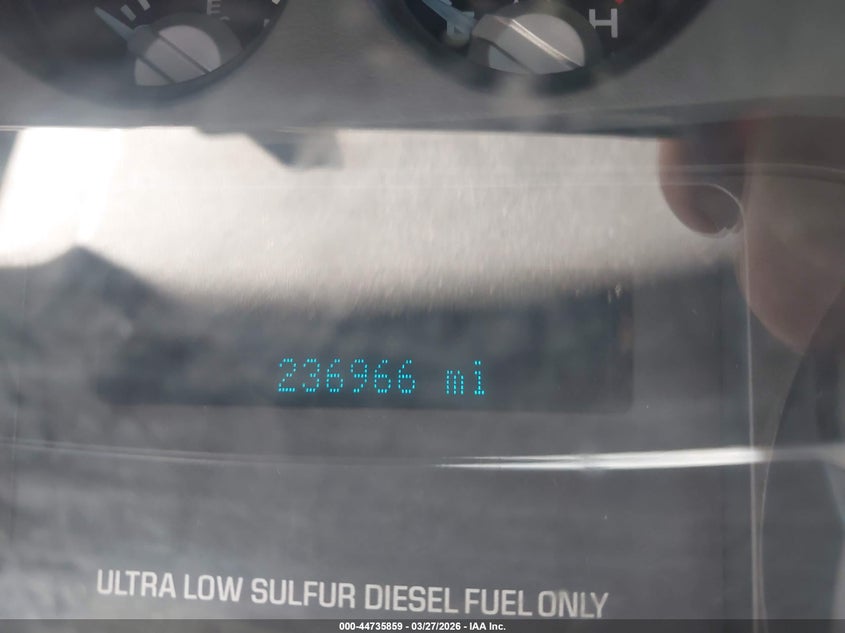 E
H
236966 mi
ULTRA LOW SULFUR DIESEL FUEL ONLY
000-44735859 - 03/27/2026 - IAA Inc.